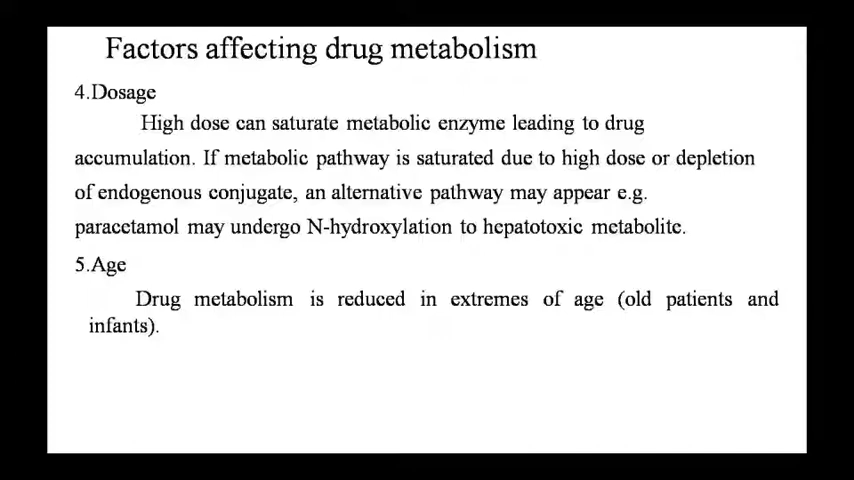 Factors affecting drug metabolism
4.Dosage
High dose can saturate metabolic enzyme leading to drug
accumulation. If metabolic pathway is saturated due to high dose or depletion
of endogenous conjugate, an alternative pathway may appear e.g.
paracetamol may undergo N-hydroxylation to hepatotoxic metabolite.
5.Age
Drug metabolism is reduced in extremes of age (old patients and
infants).